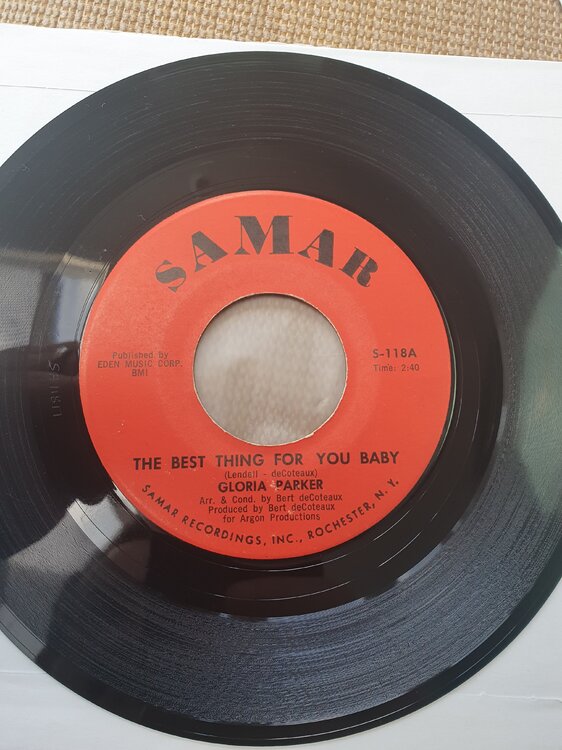 SAMAR
Published by
EDEN MUSIC CORP.
BMI
S-118A
Time: 2:40
THE BEST THING FOR YOU BABY
(Lendell - deCoteaux)
GLORIA PARKER
Arr. & Cond. by Bert deCoteaux
Produced by Bert deCoteaux
for Argon Productions
SAMAR RECORDINGS, INC., ROCHESTER, N. Y.